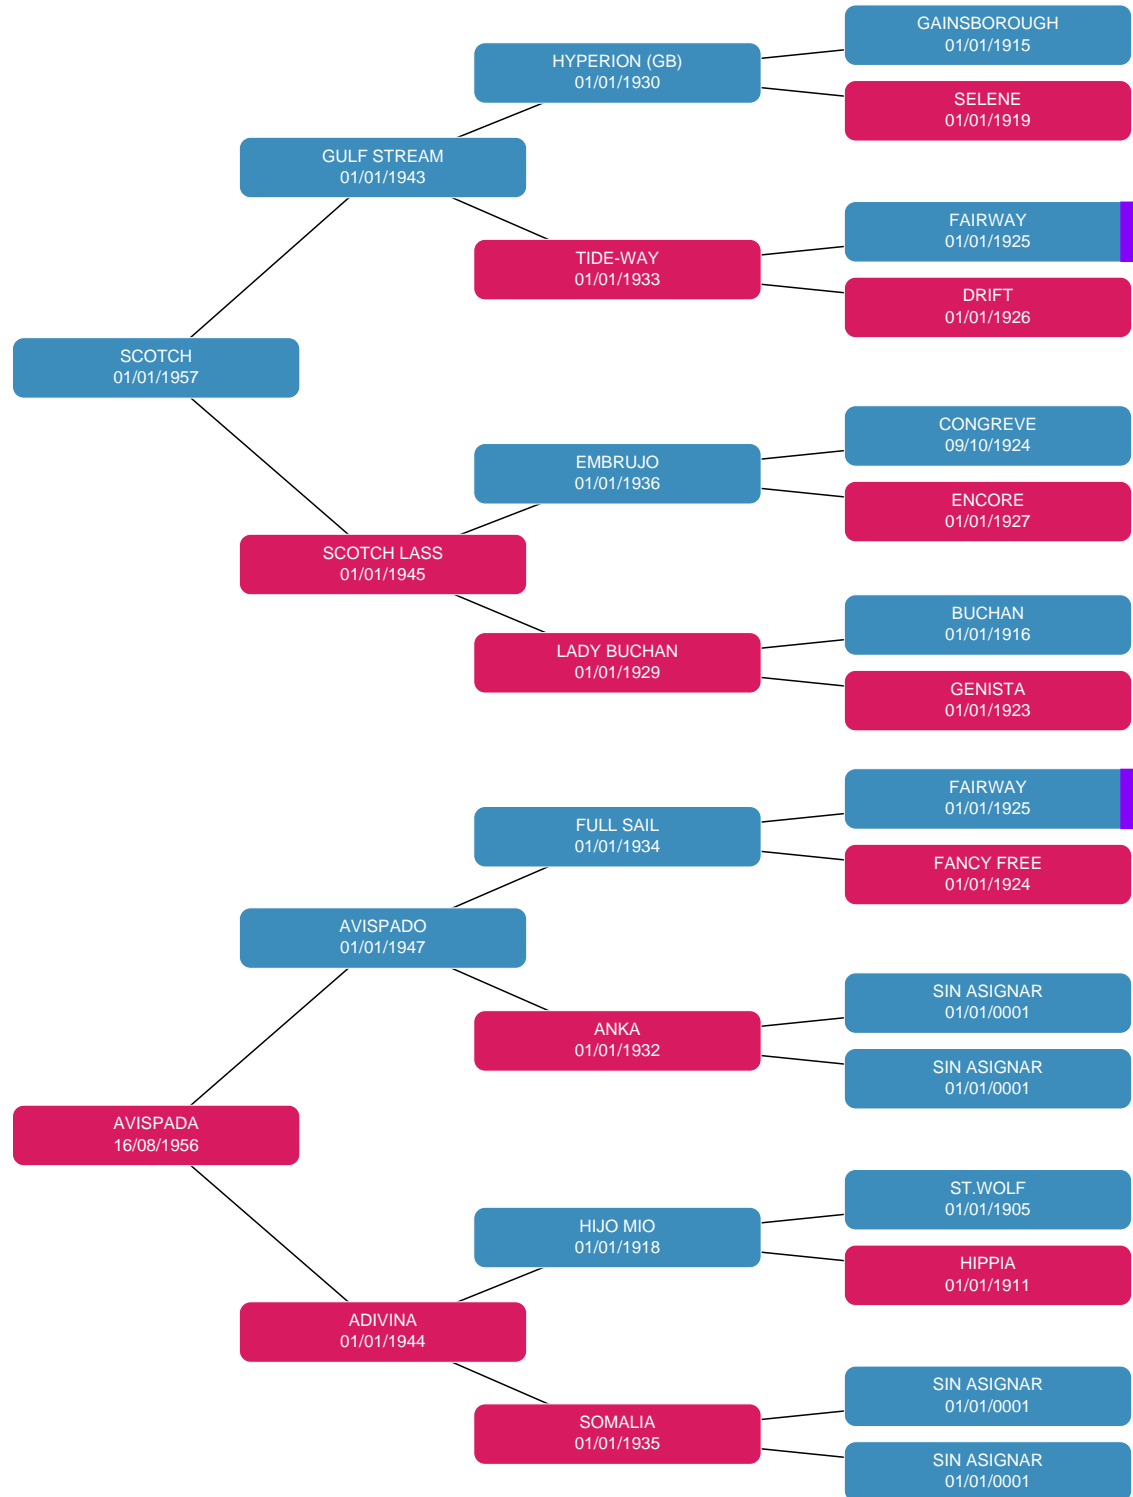 GAINSBOROUGH
01/01/1915
HYPERION (GB)
01/01/1930
SELENE
01/01/1919
GULF STREAM
01/01/1943
FAIRWAY
01/01/1925
TIDE-WAY
01/01/1933
DRIFT
01/01/1926
SCOTCH
01/01/1957
CONGREVE
09/10/1924
EMBRUJO
01/01/1936
ENCORE
01/01/1927
SCOTCH LASS
01/01/1945
BUCHAN
01/01/1916
LADY BUCHAN
01/01/1929
GENISTA
01/01/1923
FAIRWAY
01/01/1925
FULL SAIL
01/01/1934
FANCY FREE
01/01/1924
AVISPADO
01/01/1947
SIN ASIGNAR
01/01/0001
ANKA
01/01/1932
SIN ASIGNAR
01/01/0001
AVISPADA
16/08/1956
ST.WOLF
01/01/1905
HIJO MIO
01/01/1918
HIPPIA
01/01/1911
ADIVINA
01/01/1944
SIN ASIGNAR
01/01/0001
SOMALIA
01/01/1935
SIN ASIGNAR
01/01/0001